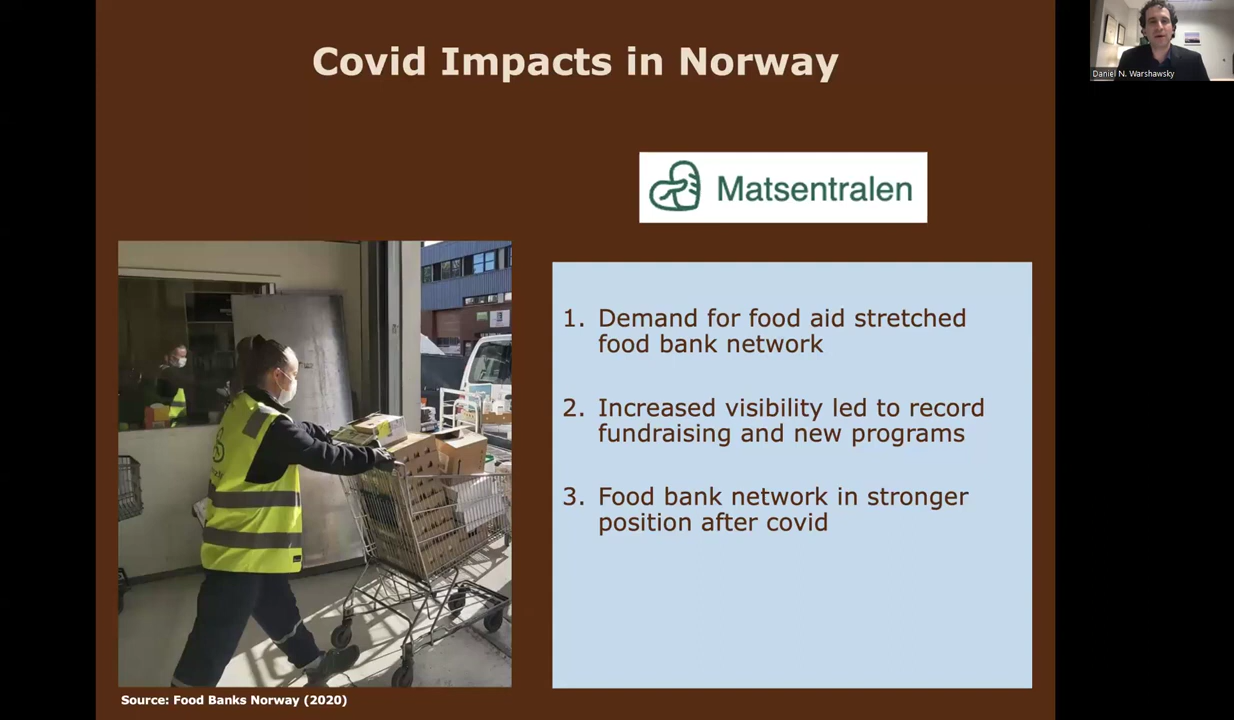 Covid Impacts in Norway
Daniel N. Warshawsky
Matsentralen
1. Demand for food aid stretched
food bank network
2. Increased visibility led to record
fundraising and new programs
3. Food bank network in stronger
position after covid
Source: Food Banks Norway (2020)